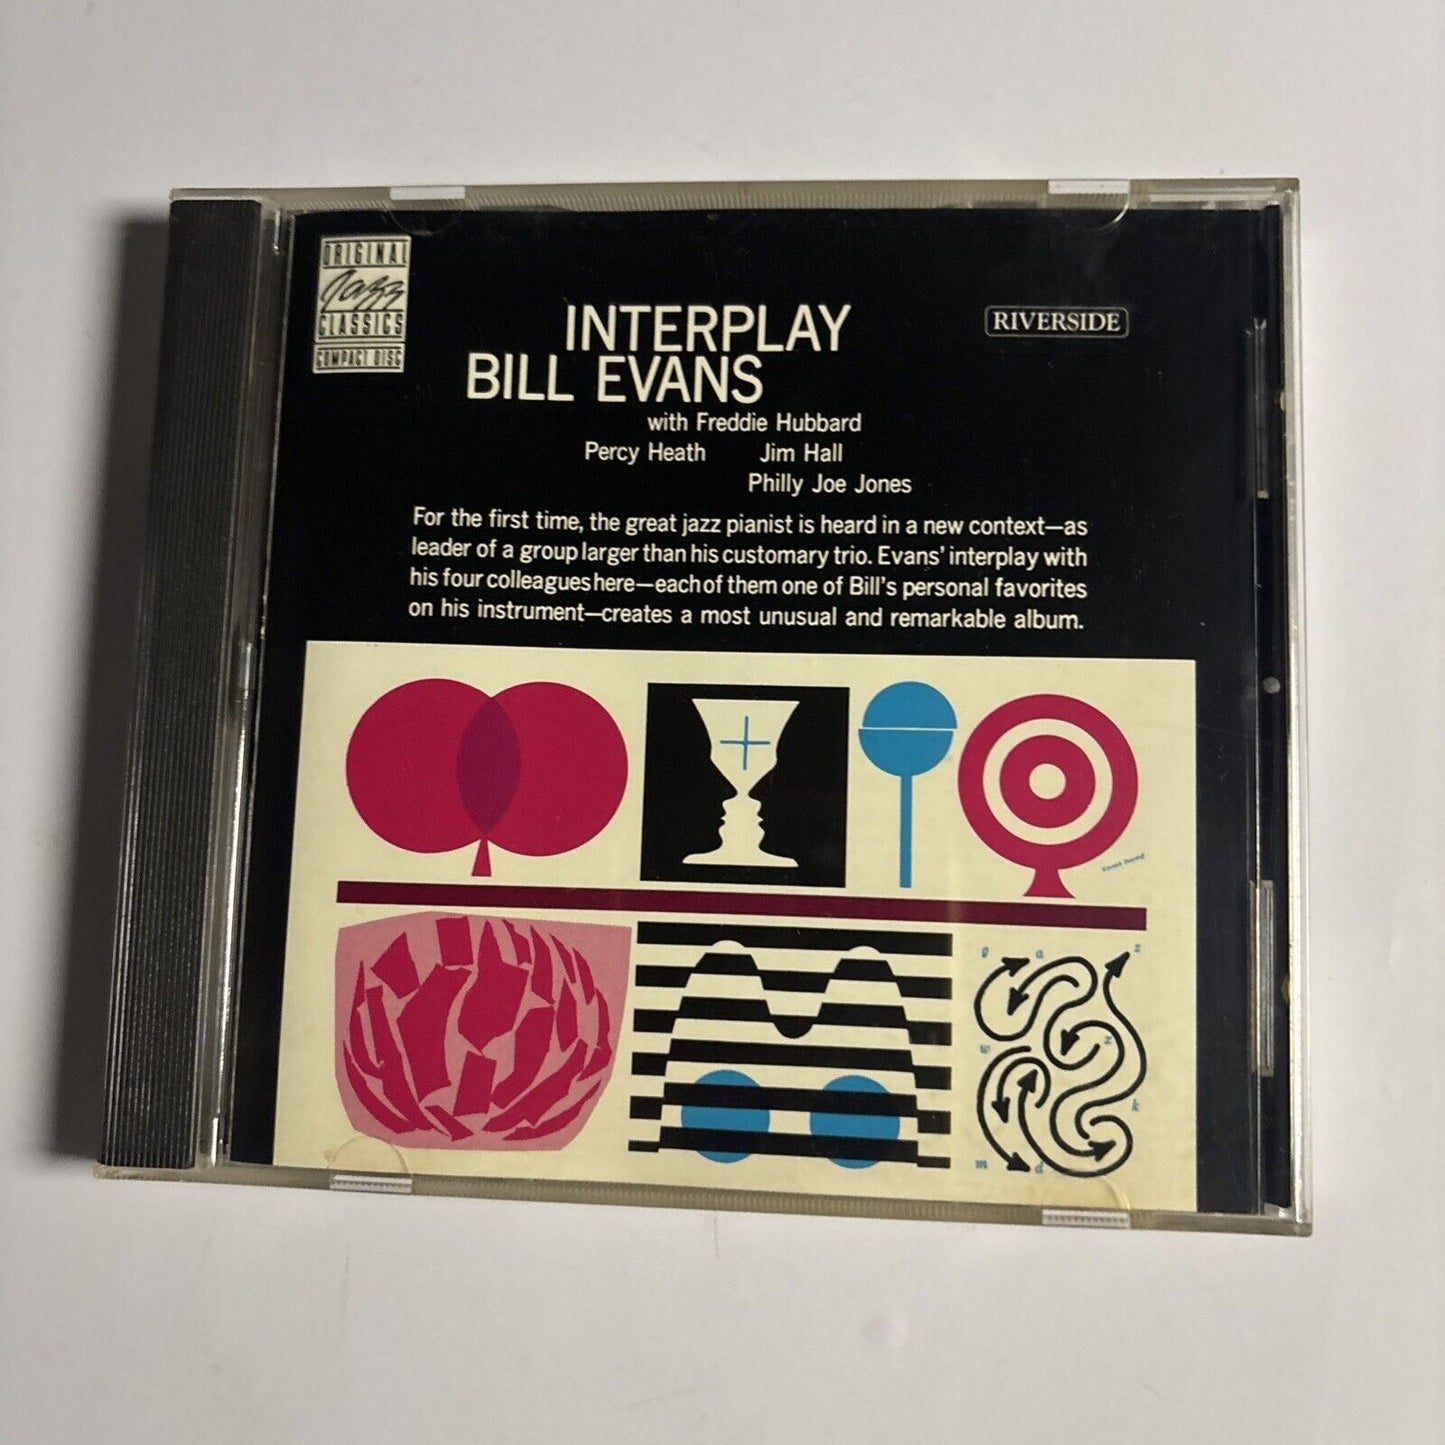 ORIGINAL
Jazz
CLASSICS
COMPACT DISC
INTERPLAY
BILL EVANS
RIVERSIDE
with Freddie Hubbard
Percy Heath Jim Hall
Philly Joe Jones
For the first time, the great jazz pianist is heard in a new context—as
leader of a group larger than his customary trio. Evans' interplay with
his four colleagues here—each of them one of Bill's personal favorites
on his instrument—creates a most unusual and remarkable album.
g a z
w z
k
m d